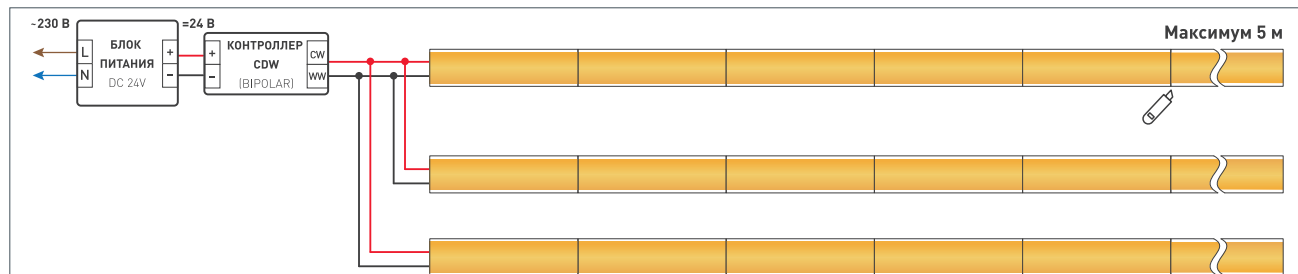 ~230 В
=24 В
L
N
БЛОК
ПИТАНИЯ
DC 24V
+
−
+
−
КОНТРОЛЛЕР
CDW
(BIPOLAR)
CW
WW
Максимум 5 м